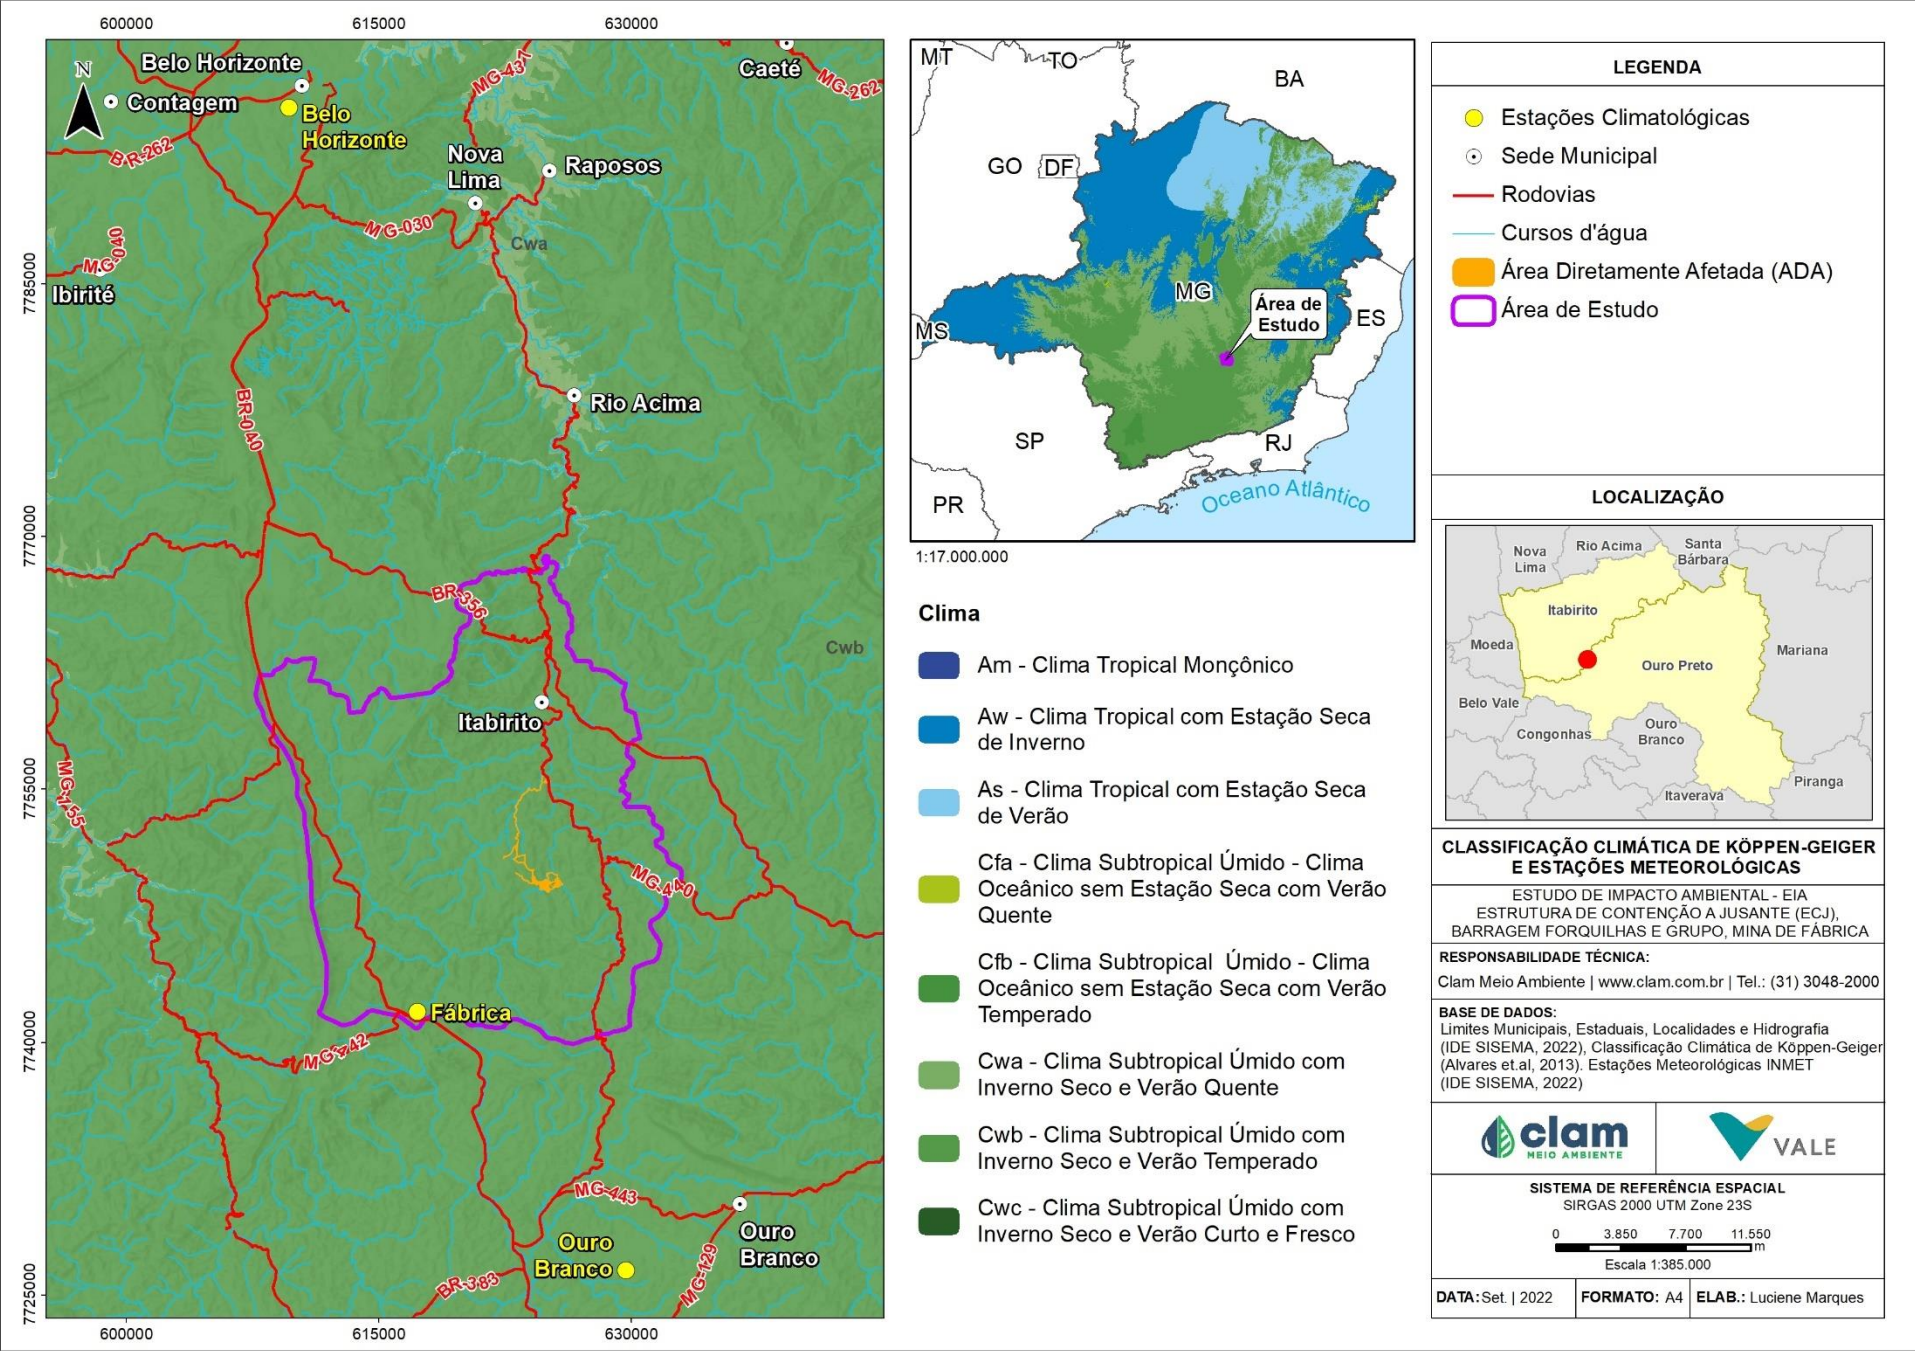 600000
615000
630000
N
Belo Horizonte
Contagem
Belo
Horizonte
BR-262
MG-437
Caeté
MG-262
Nova
Lima
Raposos
MG-030
Cwa
MG-040
Ibirité
7785000
Rio Acima
BR-040
7770000
BR-356
Cwb
Itabirito
7755000
MG-155
MG-440
Fábrica
7740000
MG-442
MG-443
Ouro
Branco
Ouro
Branco
MG-129
BR-383
7725000
600000
615000
630000
MT
TO
BA
GO
DF
MG
Área de
Estudo
ES
MS
SP
RJ
PR
Oceano Atlântico
1:17.000.000
Clima
Am - Clima Tropical Monçônico
Aw - Clima Tropical com Estação Seca
de Inverno
As - Clima Tropical com Estação Seca
de Verão
Cfa - Clima Subtropical Úmido - Clima
Oceânico sem Estação Seca com Verão
Quente
Cfb - Clima Subtropical Úmido - Clima
Oceânico sem Estação Seca com Verão
Temperado
Cwa - Clima Subtropical Úmido com
Inverno Seco e Verão Quente
Cwb - Clima Subtropical Úmido com
Inverno Seco e Verão Temperado
Cwc - Clima Subtropical Úmido com
Inverno Seco e Verão Curto e Fresco
LEGENDA
Estações Climatológicas
Sede Municipal
Rodovias
Cursos d'água
Área Diretamente Afetada (ADA)
Área de Estudo
LOCALIZAÇÃO
Nova
Lima
Rio Acima
Santa
Bárbara
Itabirito
Moeda
Ouro Preto
Mariana
Belo Vale
Congonhas
Ouro
Branco
Piranga
Itaverava
CLASSIFICAÇÃO CLIMÁTICA DE KÖPPEN-GEIGER
E ESTAÇÕES METEOROLÓGICAS
ESTUDO DE IMPACTO AMBIENTAL - EIA
ESTRUTURA DE CONTENÇÃO A JUSANTE (ECJ),
BARRAGEM FORQUILHAS E GRUPO, MINA DE FÁBRICA
RESPONSABILIDADE TÉCNICA:
Clam Meio Ambiente | www.clam.com.br | Tel.: (31) 3048-2000
BASE DE DADOS:
Limites Municipais, Estaduais, Localidades e Hidrografia
(IDE SISEMA, 2022), Classificação Climática de Köppen-Geiger
(Alvares et.al, 2013). Estações Meteorológicas INMET
(IDE SISEMA, 2022)
clam
MEIO AMBIENTE
VALE
SISTEMA DE REFERÊNCIA ESPACIAL
SIRGAS 2000 UTM Zone 23S
0 3.850 7.700 11.550
m
Escala 1:385.000
DATA: Set. | 2022
FORMATO: A4
ELAB.: Luciene Marques